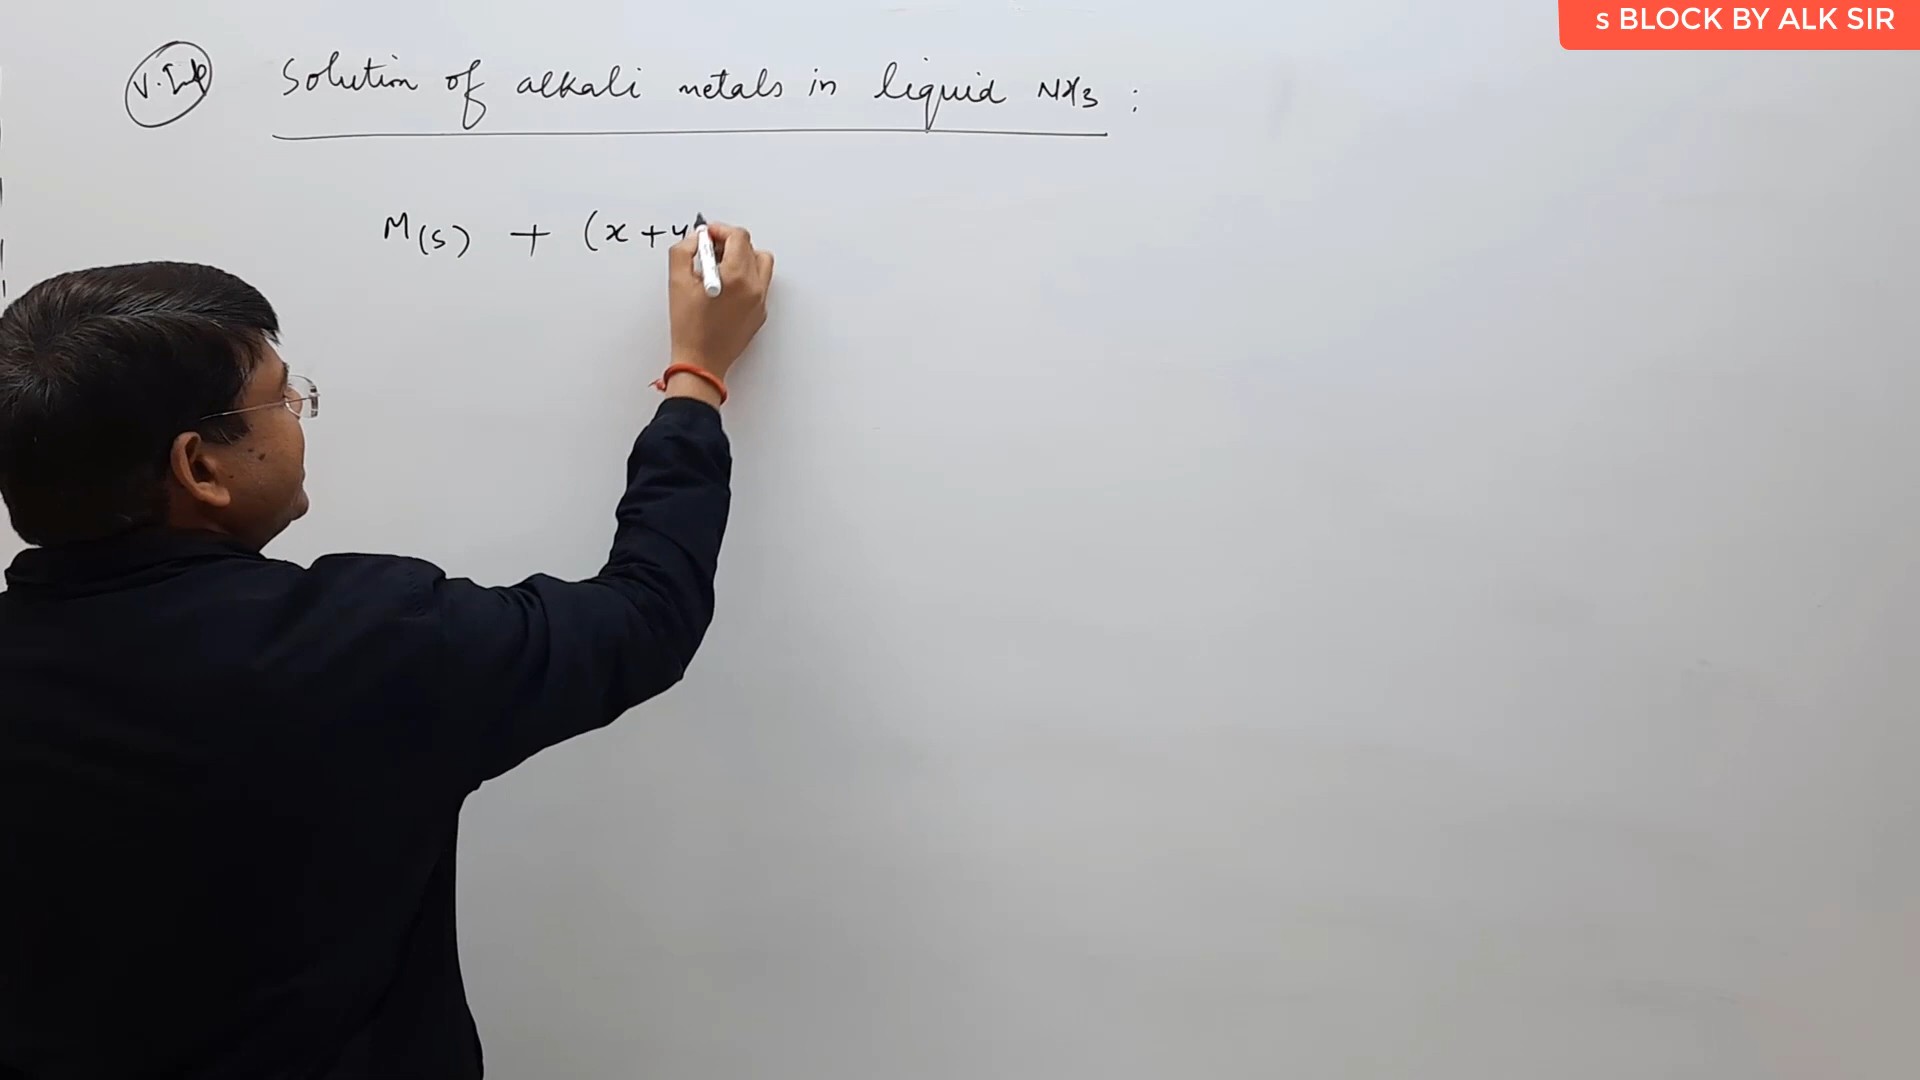 s BLOCK BY ALK SIR
V. Imp Solution of alkali metals in liquid NH3 :
M(s) + (x+y